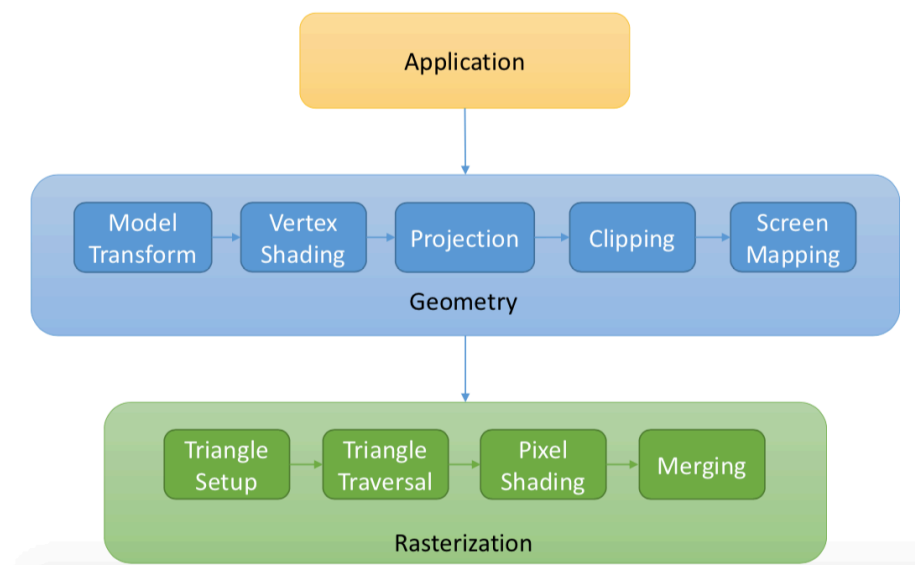 Application
Model
Transform
Vertex
Shading
Projection
Clipping
Screen
Mapping
Geometry
Triangle
Setup
Triangle
Traversal
Pixel
Shading
Merging
Rasterization